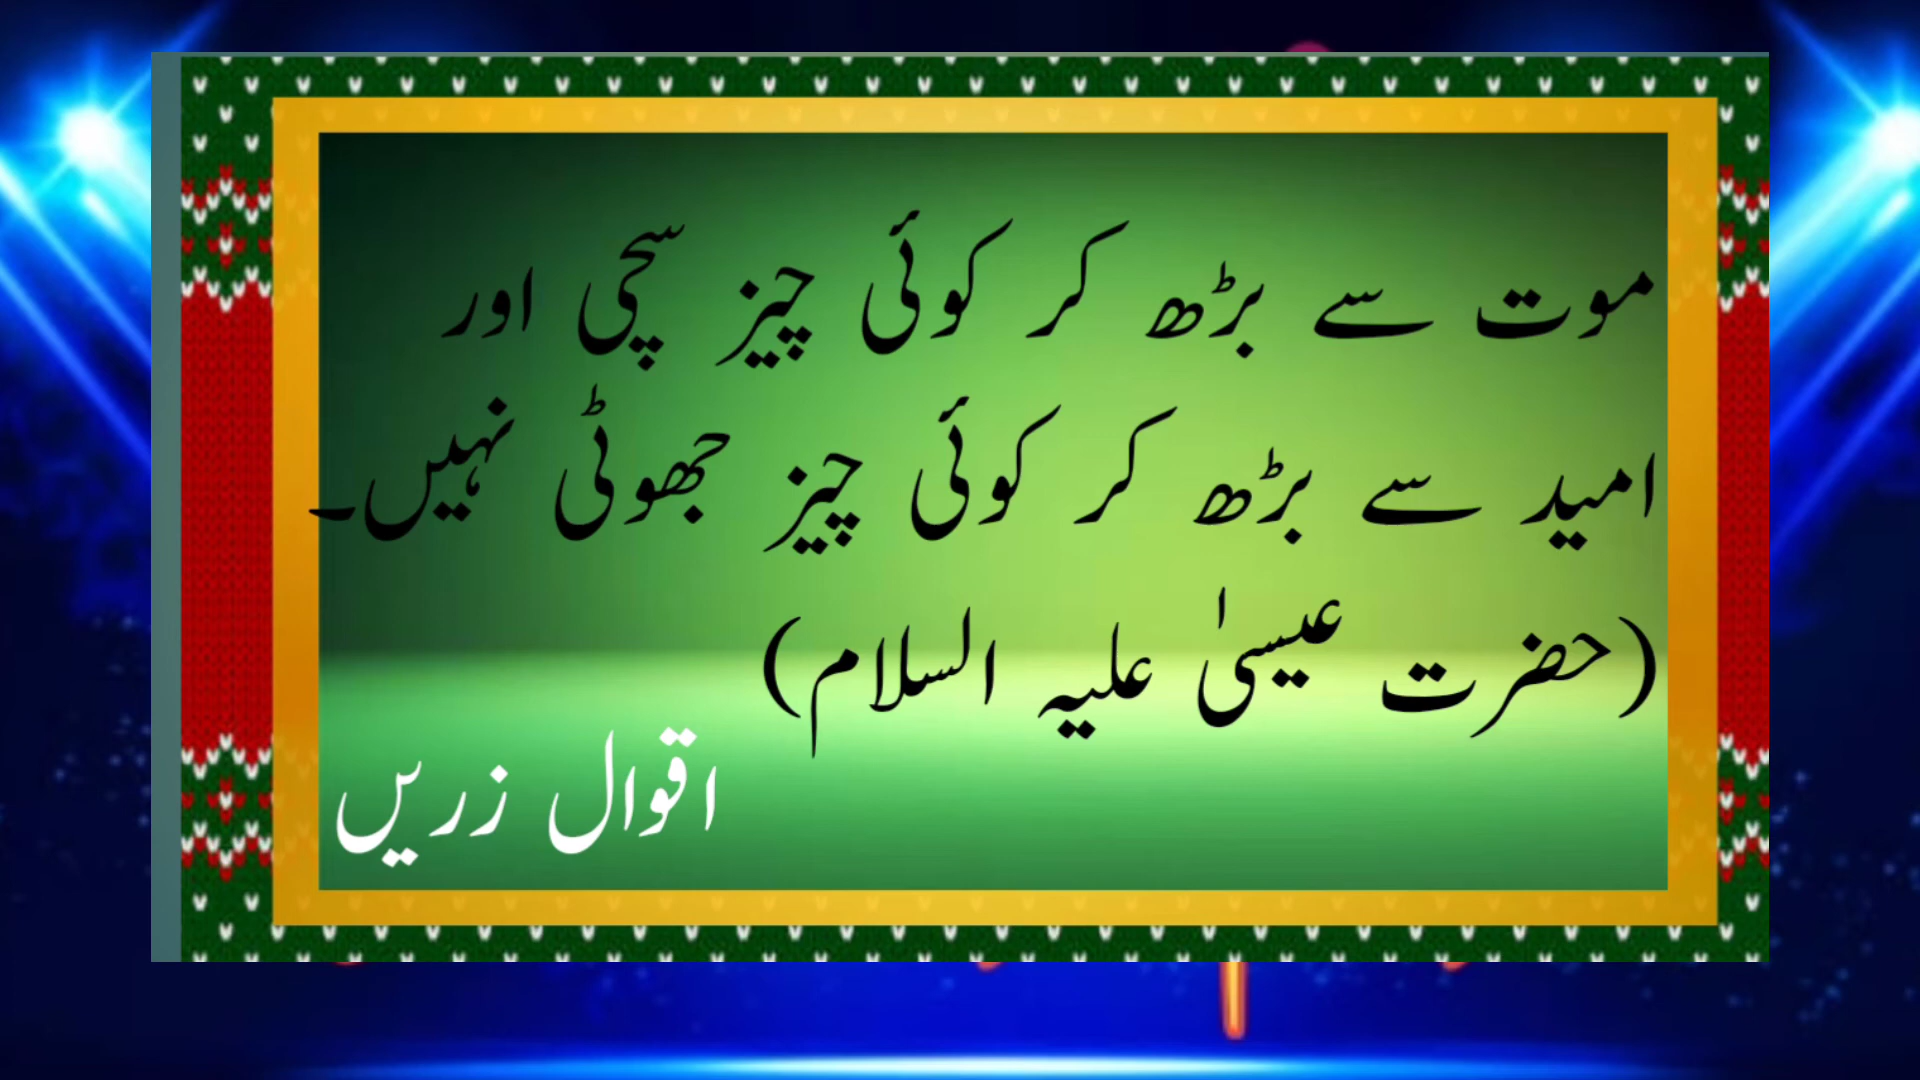 موت سے بڑھ کر کوئی چیز سچی اور
امید سے بڑھ کر کوئی چیز جھوٹی نہیں۔
(حضرت عیسیٰ علیہ السلام)
اقوال زریں